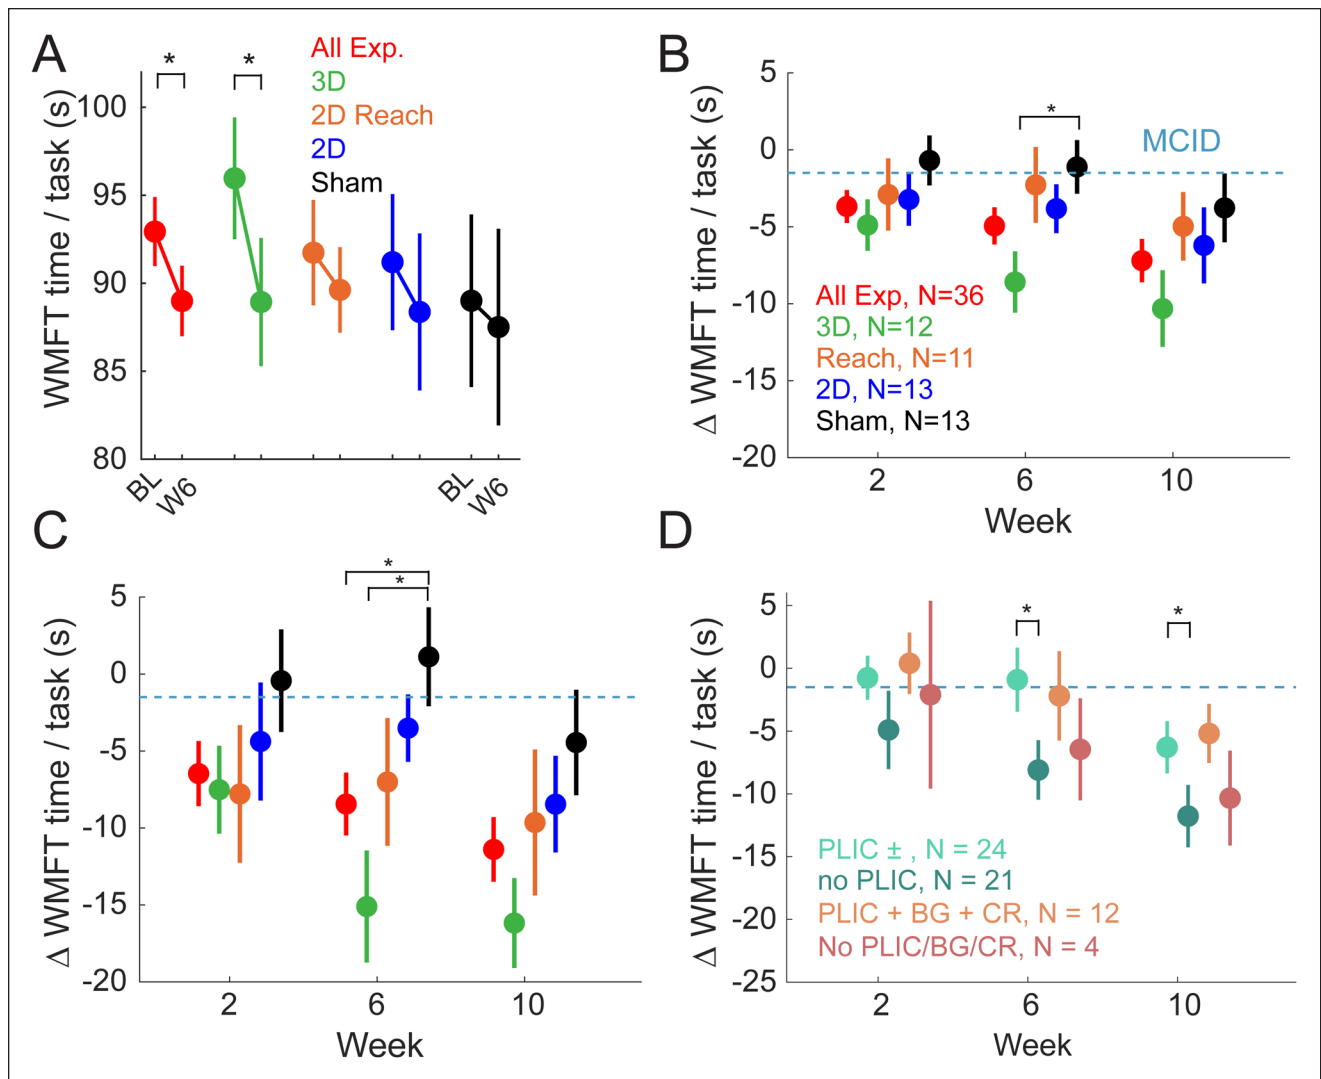 A
All Exp.
3D
2D Reach
2D
Sham
* *
WMFT time / task (s)
100
95
90
85
80
BL W6
BL W6
B
Δ WMFT time / task (s)
5
0
-5
-10
-15
-20
*
MCID
All Exp, N=36
3D, N=12
Reach, N=11
2D, N=13
Sham, N=13
2 6 10
Week
C
Δ WMFT time / task (s)
5
0
-5
-10
-15
-20
*
*
2 6 10
Week
D
Δ WMFT time / task (s)
5
0
-5
-10
-15
-20
-25
* *
PLIC ± , N = 24
no PLIC, N = 21
PLIC + BG + CR, N = 12
No PLIC/BG/CR, N = 4
2 6 10
Week